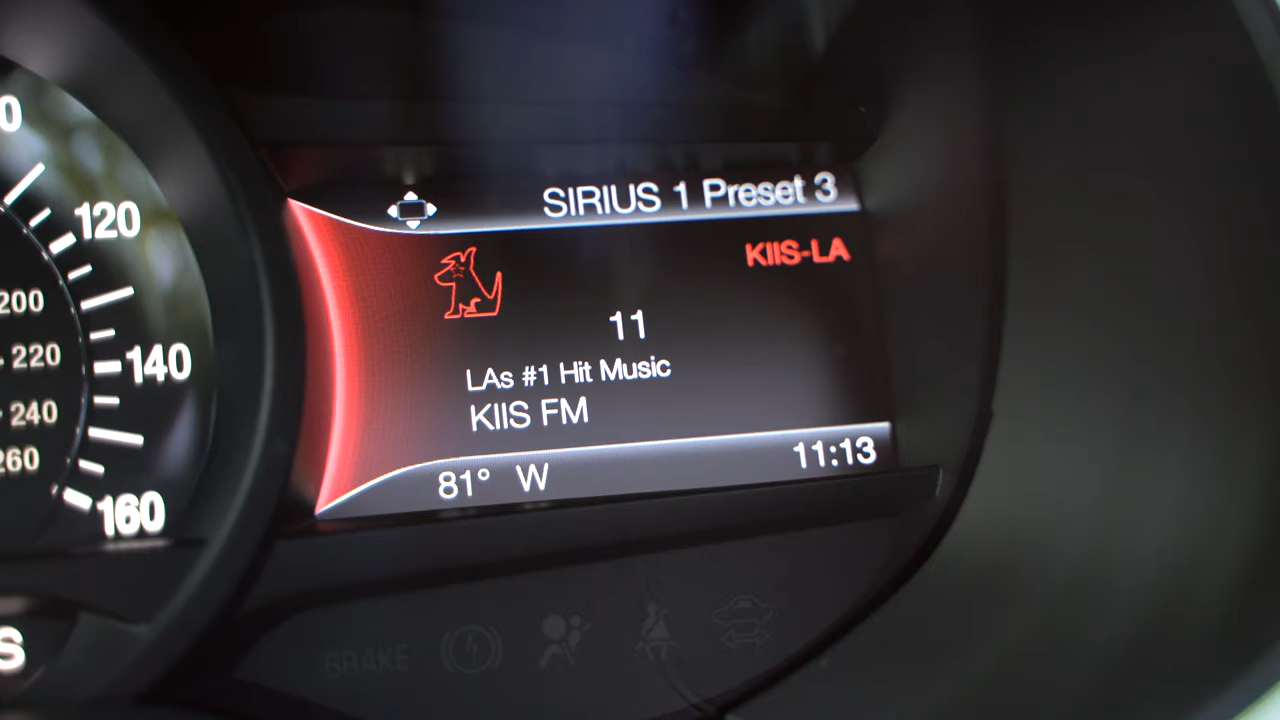 SIRIUS 1 Preset 3
KIIS-LA
11
LAs #1 Hit Music
KIIS FM
81° W
11:13
120
140
160
200
220
240
260
BRAKE
S